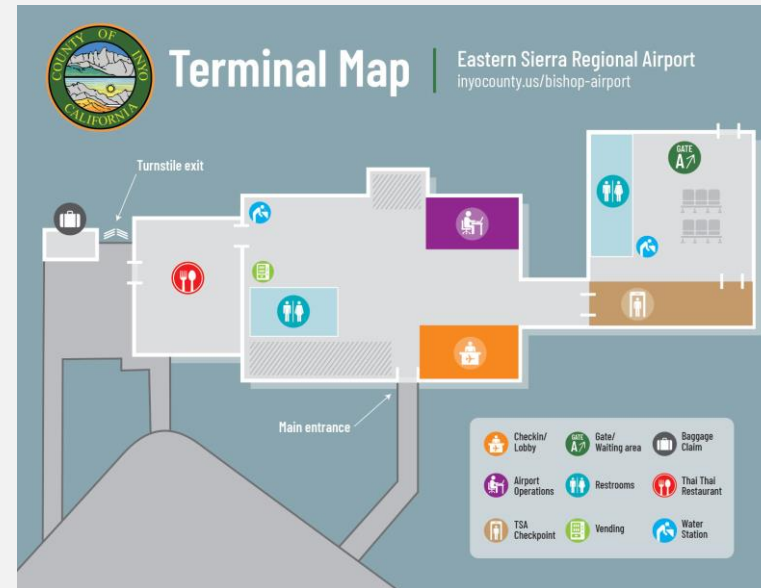 COUNTY OF INYO
CALIFORNIA
Terminal Map
Eastern Sierra Regional Airport
inyocounty.us/bishop-airport
Turnstile exit
GATE
A
Main entrance
Checkin/
Lobby
GATE
A
Gate/
Waiting area
Baggage
Claim
Airport
Operations
Restrooms
Thai Thai
Restaurant
TSA
Checkpoint
Vending
Water
Station